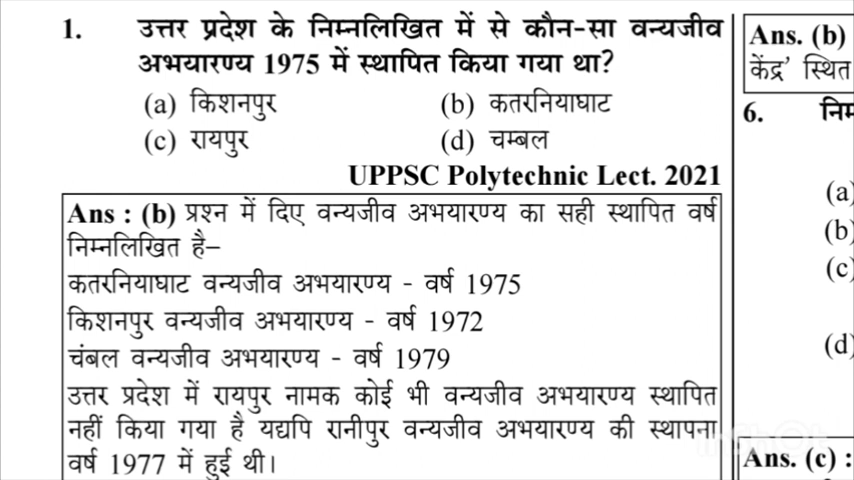 1. उत्तर प्रदेश के निम्नलिखित में से कौन-सा वन्यजीव
अभयारण्य 1975 में स्थापित किया गया था?
(a) किशनपुर (b) कतरनियाघाट
(c) रायपुर (d) चम्बल
UPPSC Polytechnic Lect. 2021
Ans : (b) प्रश्न में दिए वन्यजीव अभयारण्य का सही स्थापित वर्ष
निम्नलिखित है–
कतरनियाघाट वन्यजीव अभयारण्य - वर्ष 1975
किशनपुर वन्यजीव अभयारण्य - वर्ष 1972
चंबल वन्यजीव अभयारण्य - वर्ष 1979
उत्तर प्रदेश में रायपुर नामक कोई भी वन्यजीव अभयारण्य स्थापित
नहीं किया गया है यद्यपि रानीपुर वन्यजीव अभयारण्य की स्थापना
वर्ष 1977 में हुई थी।
Ans. (b)
केंद्र’ स्थित
6.
(a)
(b)
(c)
(d)
Ans. (c) :
InShOt